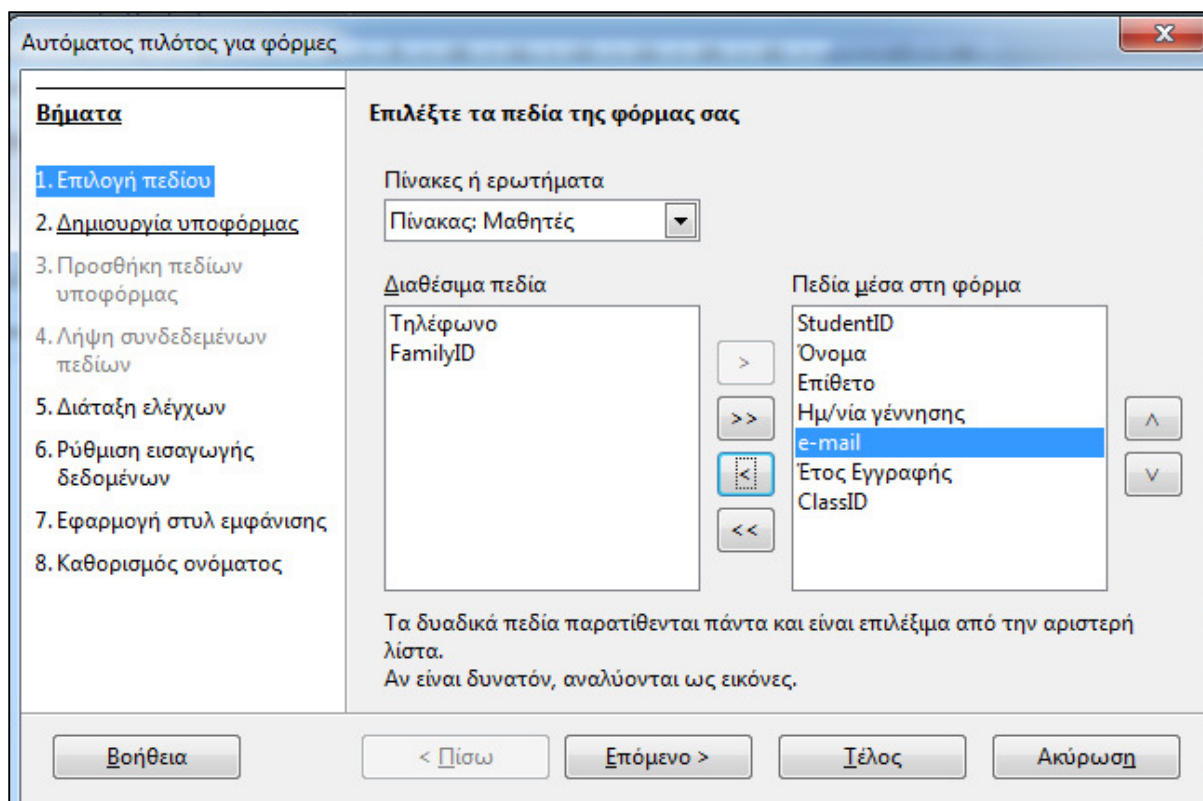 Αυτόματος πιλότος για φόρμες
x
Βήματα
1. Επιλογή πεδίου
2. Δημιουργία υποφόρμας
3. Προσθήκη πεδίων
υποφόρμας
4. Λήψη συνδεδεμένων
πεδίων
5. Διάταξη ελέγχων
6. Ρύθμιση εισαγωγής
δεδομένων
7. Εφαρμογή στυλ εμφάνισης
8. Καθορισμός ονόματος
Επιλέξτε τα πεδία της φόρμας σας
Πίνακες ή ερωτήματα
Πίνακας: Μαθητές
Διαθέσιμα πεδία
Τηλέφωνο
FamilyID
>
>>
<
<<
Πεδία μέσα στη φόρμα
StudentID
Όνομα
Επίθετο
Ημ/νία γέννησης
e-mail
Έτος Εγγραφής
ClassID
Τα δυαδικά πεδία παρατίθενται πάντα και είναι επιλέξιμα από την αριστερή
λίστα.
Αν είναι δυνατόν, αναλύονται ως εικόνες.
Βοήθεια
< Πίσω
Επόμενο >
Τέλος
Ακύρωση